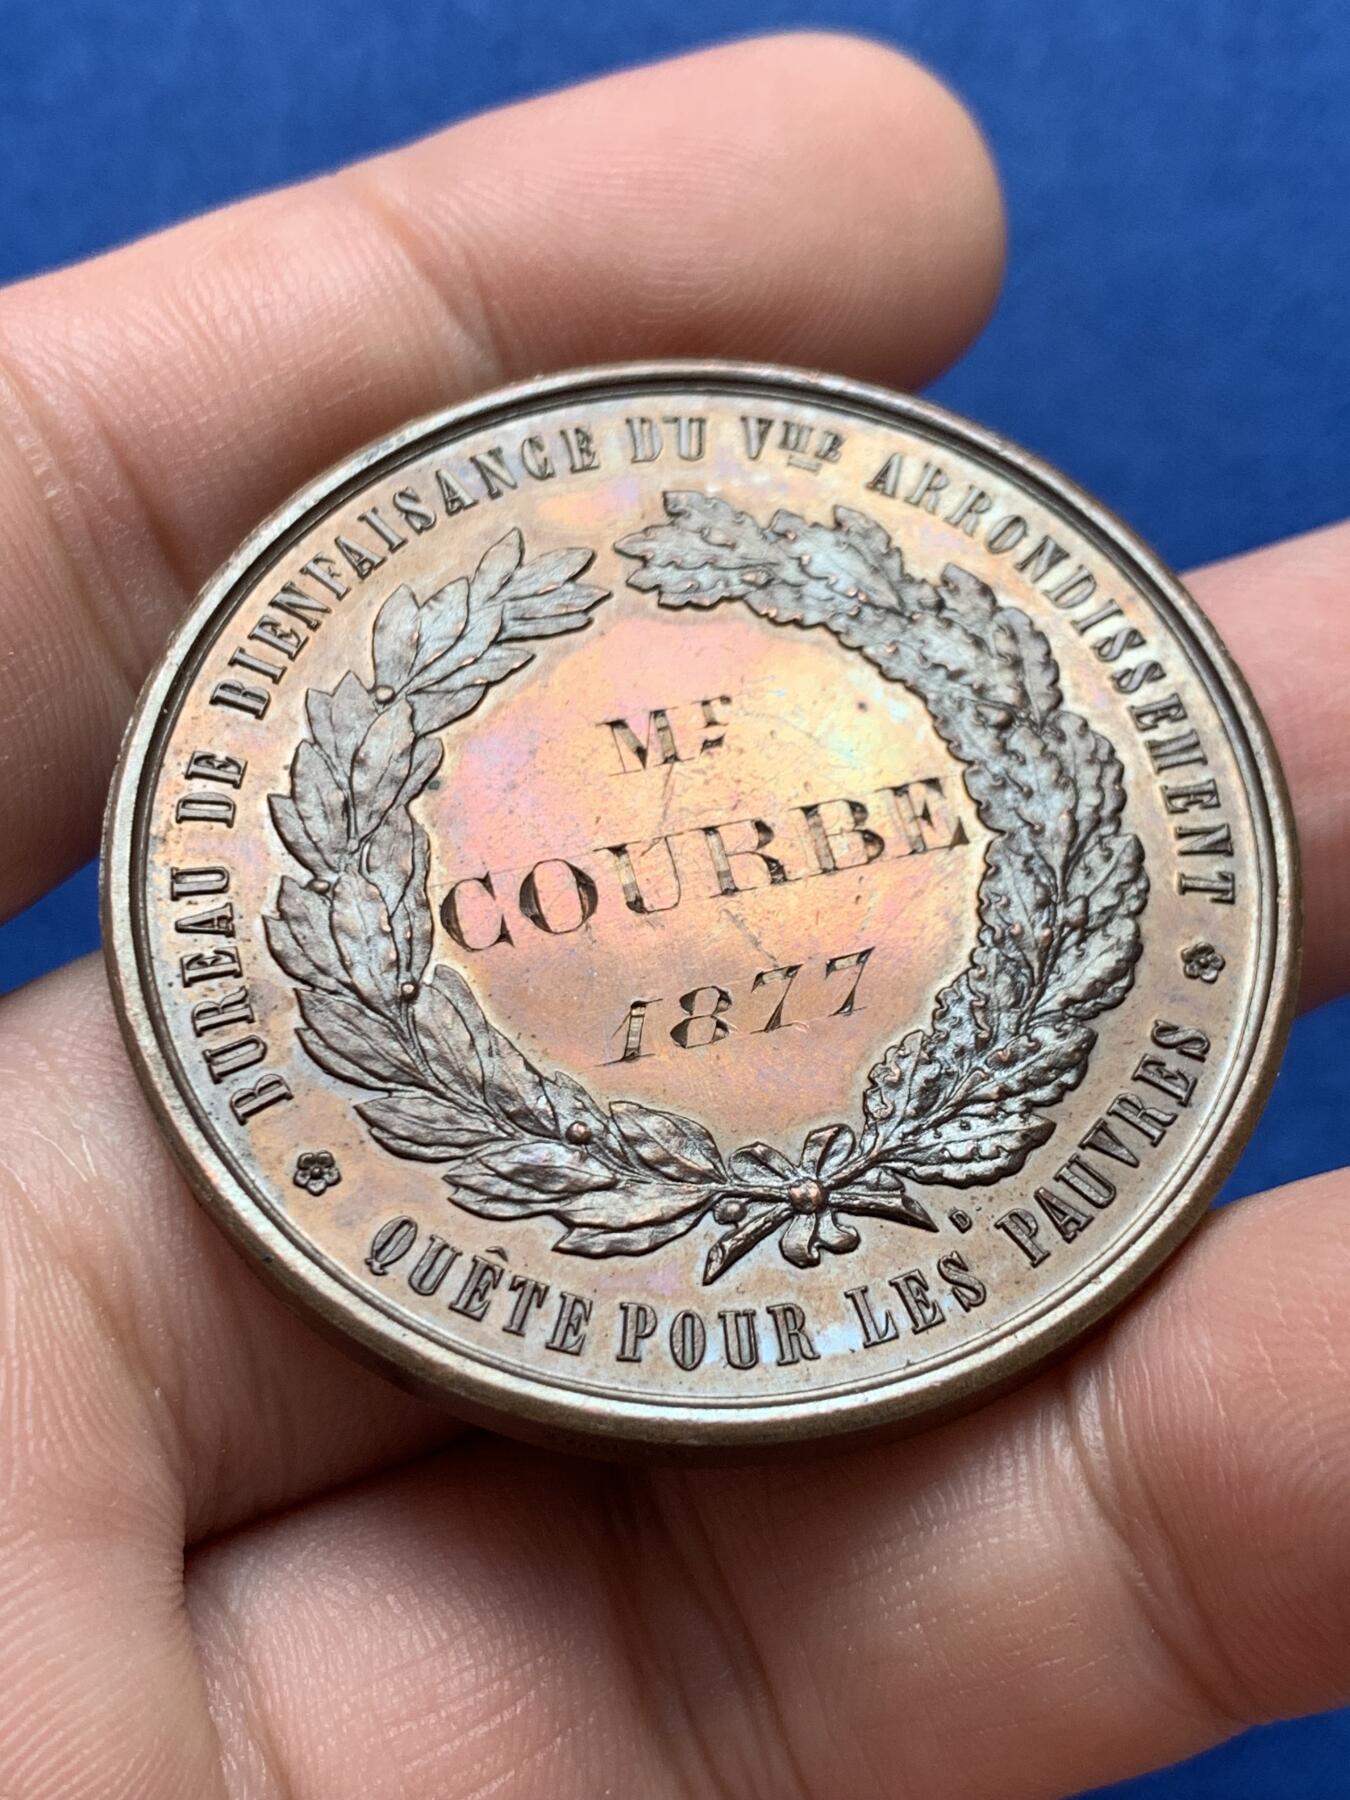 BUREAU DE BIENFAISANCE DU VME ARRONDISSEMENT
Mr
COURBE
1877
D
QUÊTE POUR LES PAUVRES